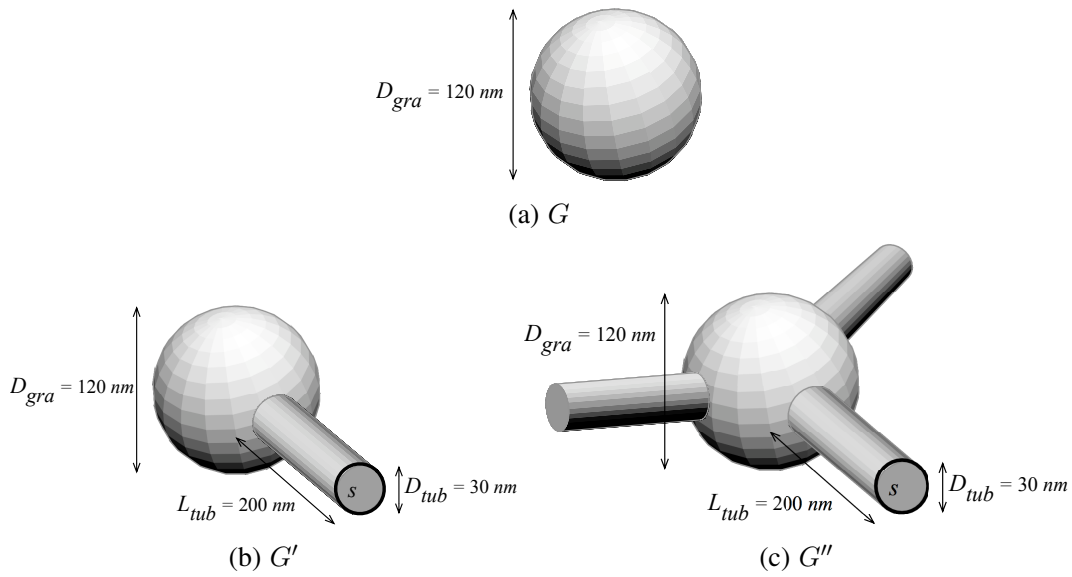 D_gra = 120 nm
(a) G
D_gra = 120 nm
s
D_tub = 30 nm
L_tub = 200 nm
(b) G′
D_gra = 120 nm
s
D_tub = 30 nm
L_tub = 200 nm
(c) G″